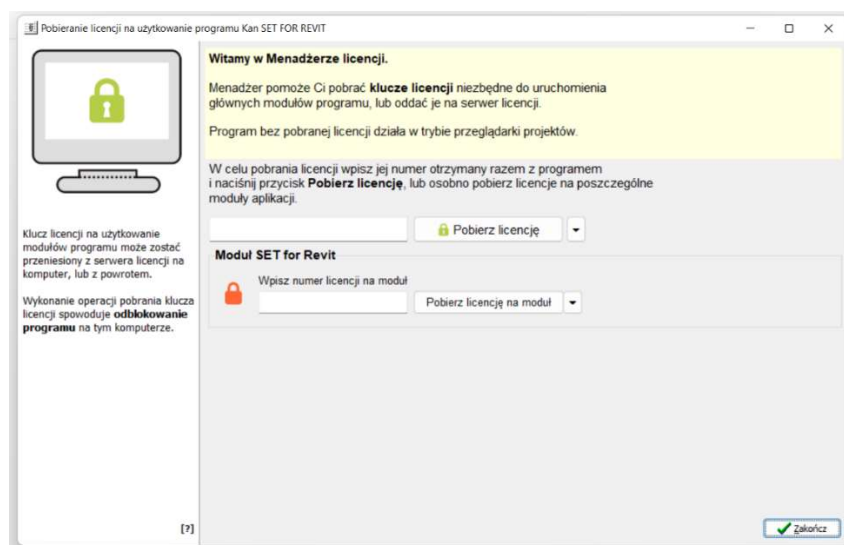 Pobieranie licencji na użytkowanie programu Kan SET FOR REVIT
Witamy w Menadżerze licencji.
Menadżer pomoże Ci pobrać klucze licencji niezbędne do uruchomienia
głównych modułów programu, lub oddać je na serwer licencji.
Program bez pobranej licencji działa w trybie przeglądarki projektów.
W celu pobrania licencji wpisz jej numer otrzymany razem z programem
i naciśnij przycisk Pobierz licencję, lub osobno pobierz licencje na poszczególne
moduły aplikacji.
Pobierz licencję
Moduł SET for Revit
Wpisz numer licencji na moduł
Pobierz licencję na moduł
Klucz licencji na użytkowanie
modułów programu może zostać
przeniesiony z serwera licencji na
komputer, lub z powrotem.
Wykonanie operacji pobrania klucza
licencji spowoduje odblokowanie
programu na tym komputerze.
[?]
Zakończ